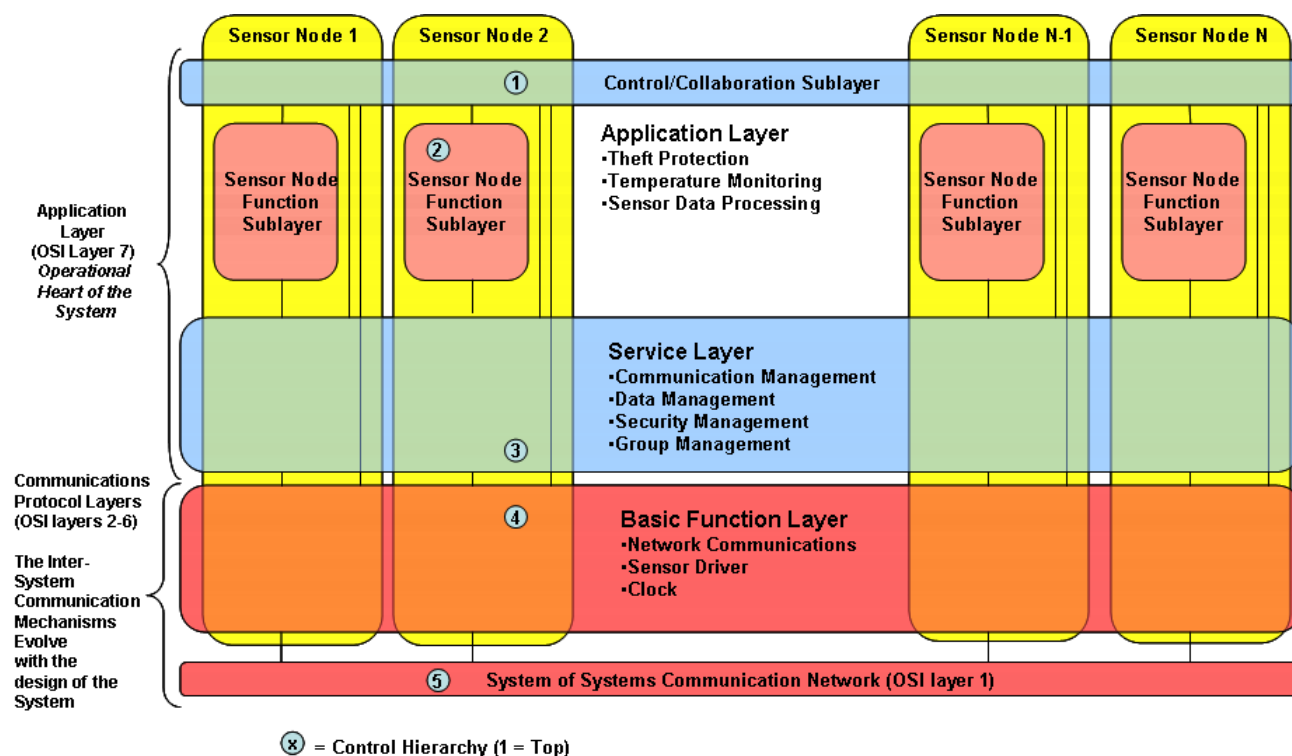 Sensor Node 1
Sensor Node 2
Sensor Node N-1
Sensor Node N
1
Control/Collaboration Sublayer
Application Layer
•Theft Protection
•Temperature Monitoring
•Sensor Data Processing
Sensor Node
Function
Sublayer
2
Sensor Node
Function
Sublayer
Sensor Node
Function
Sublayer
Sensor Node
Function
Sublayer
Application
Layer
(OSI Layer 7)
Operational
Heart of the
System
Service Layer
•Communication Management
•Data Management
•Security Management
•Group Management
3
Communications
Protocol Layers
(OSI layers 2-6)
The Inter-
System
Communication
Mechanisms
Evolve
with the
design of the
System
4
Basic Function Layer
•Network Communications
•Sensor Driver
•Clock
5
System of Systems Communication Network (OSI layer 1)
x = Control Hierarchy (1 = Top)